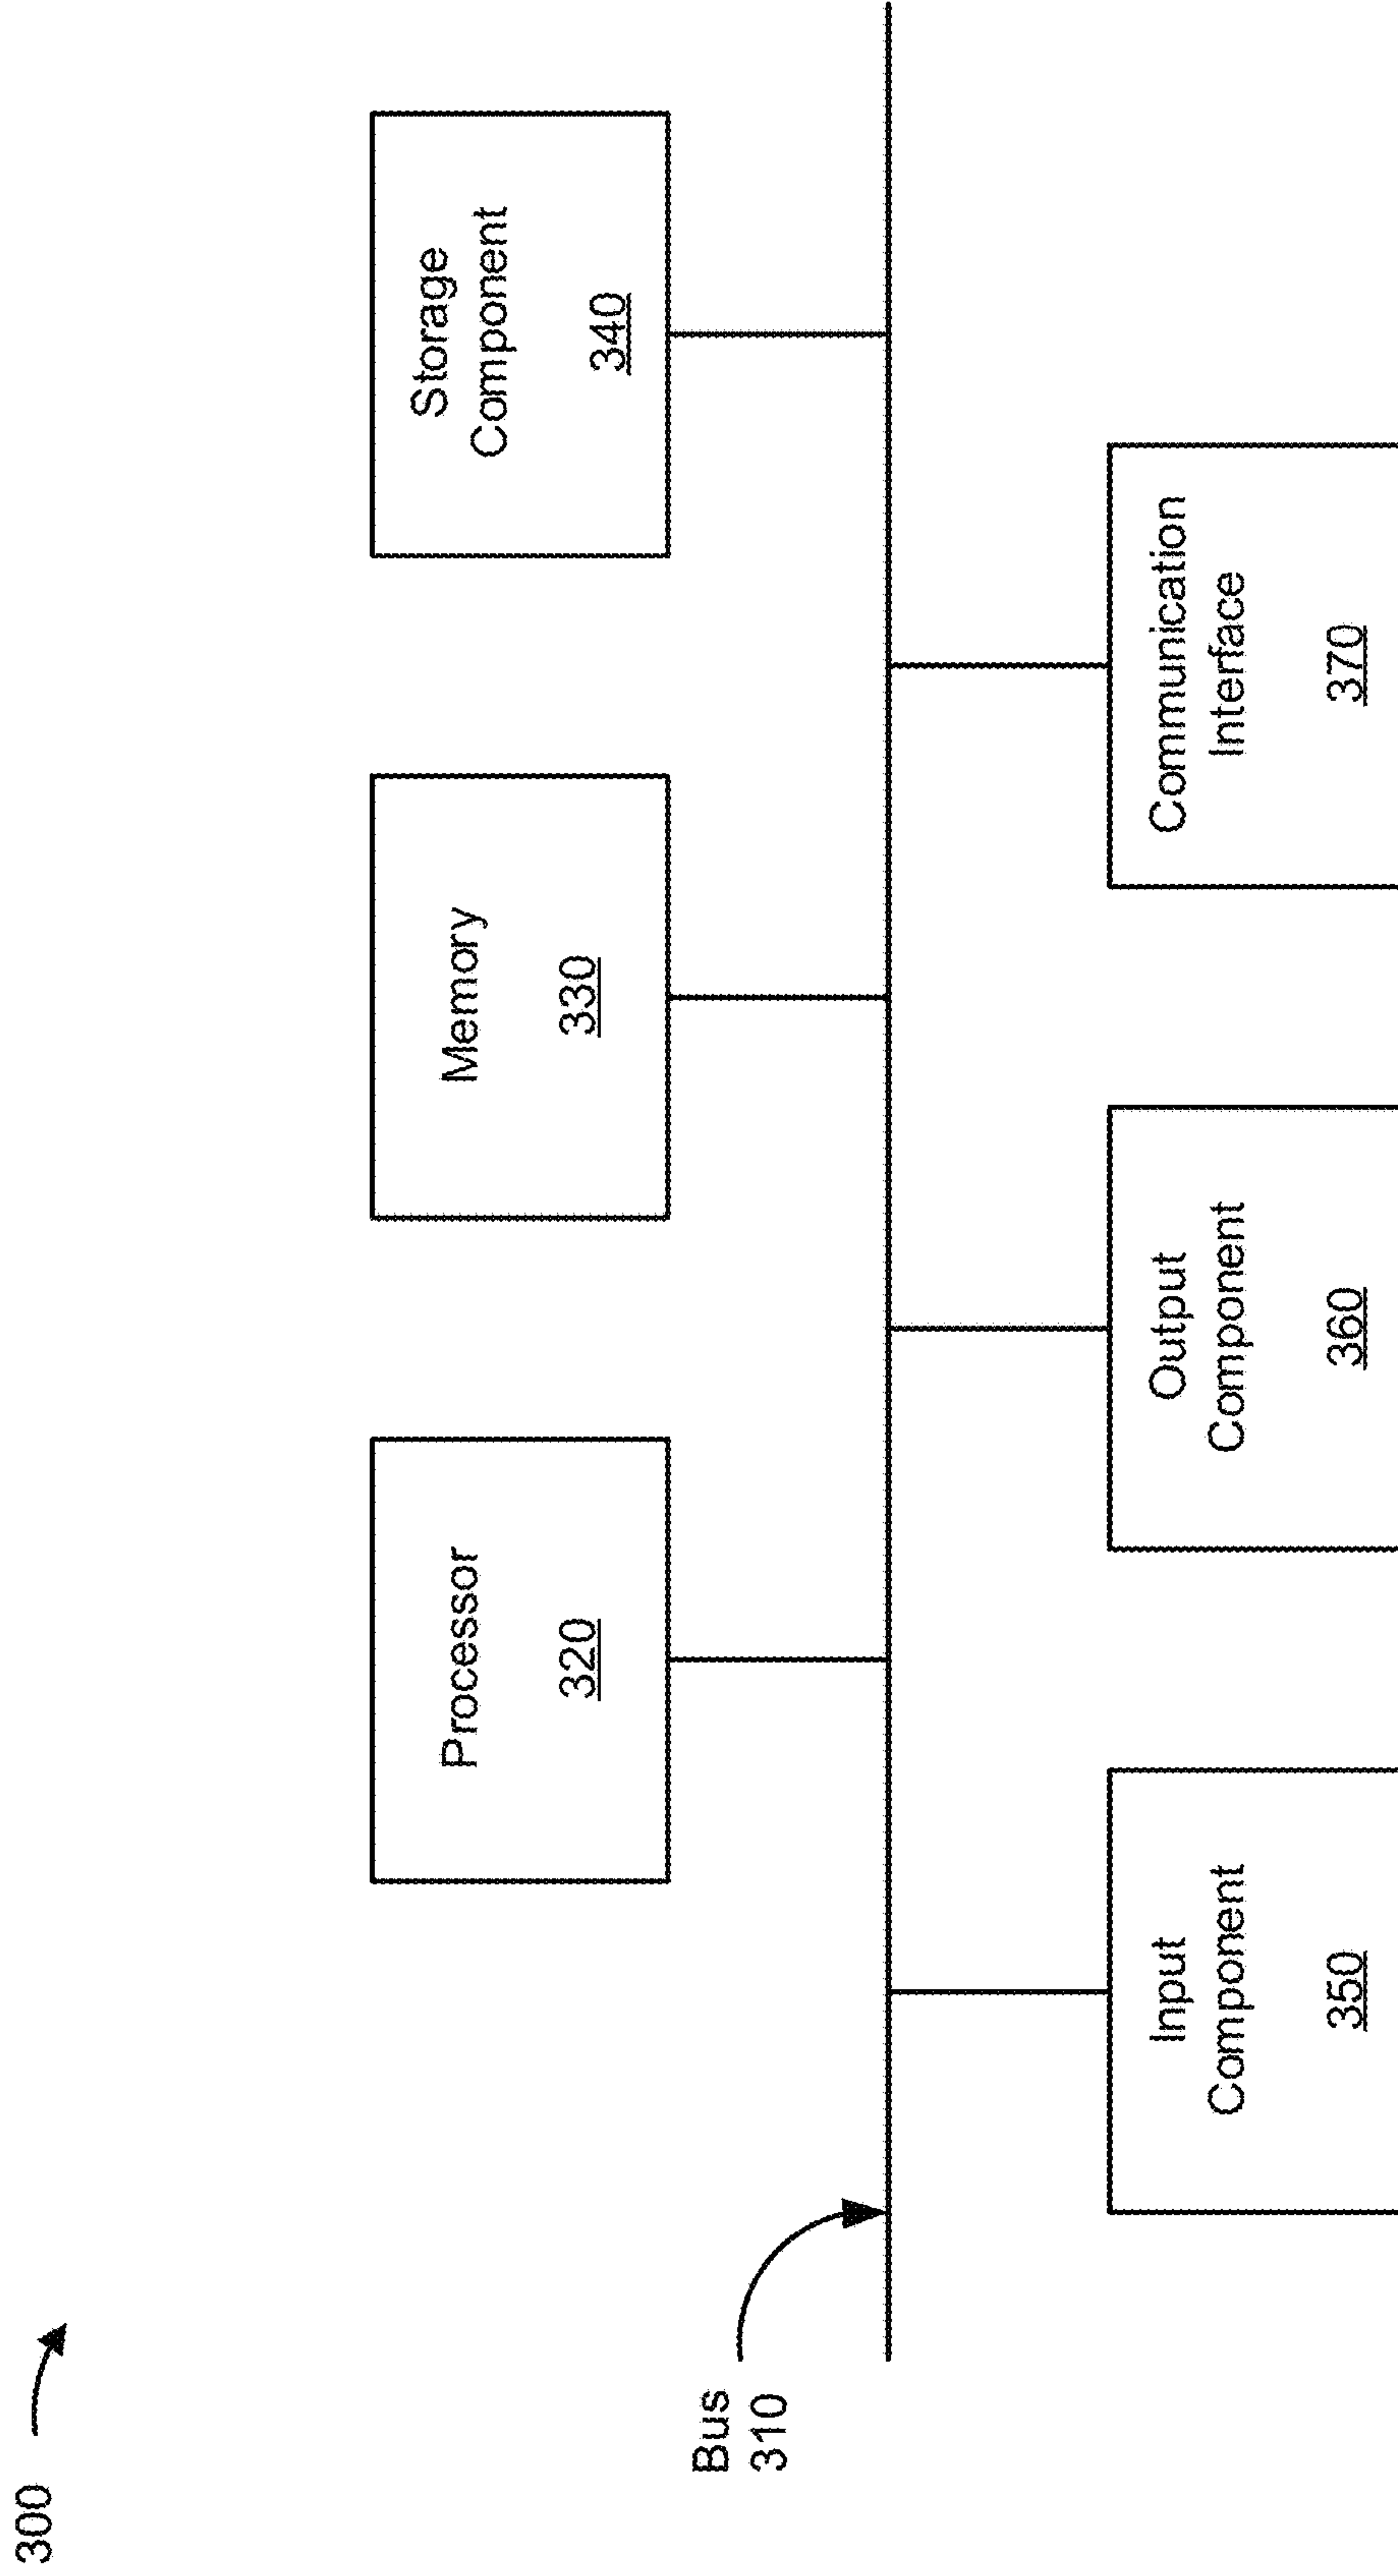 300
Processor
320
Memory
330
Storage
Component
340
Bus
310
Input
Component
350
Output
Component
360
Communication
Interface
370